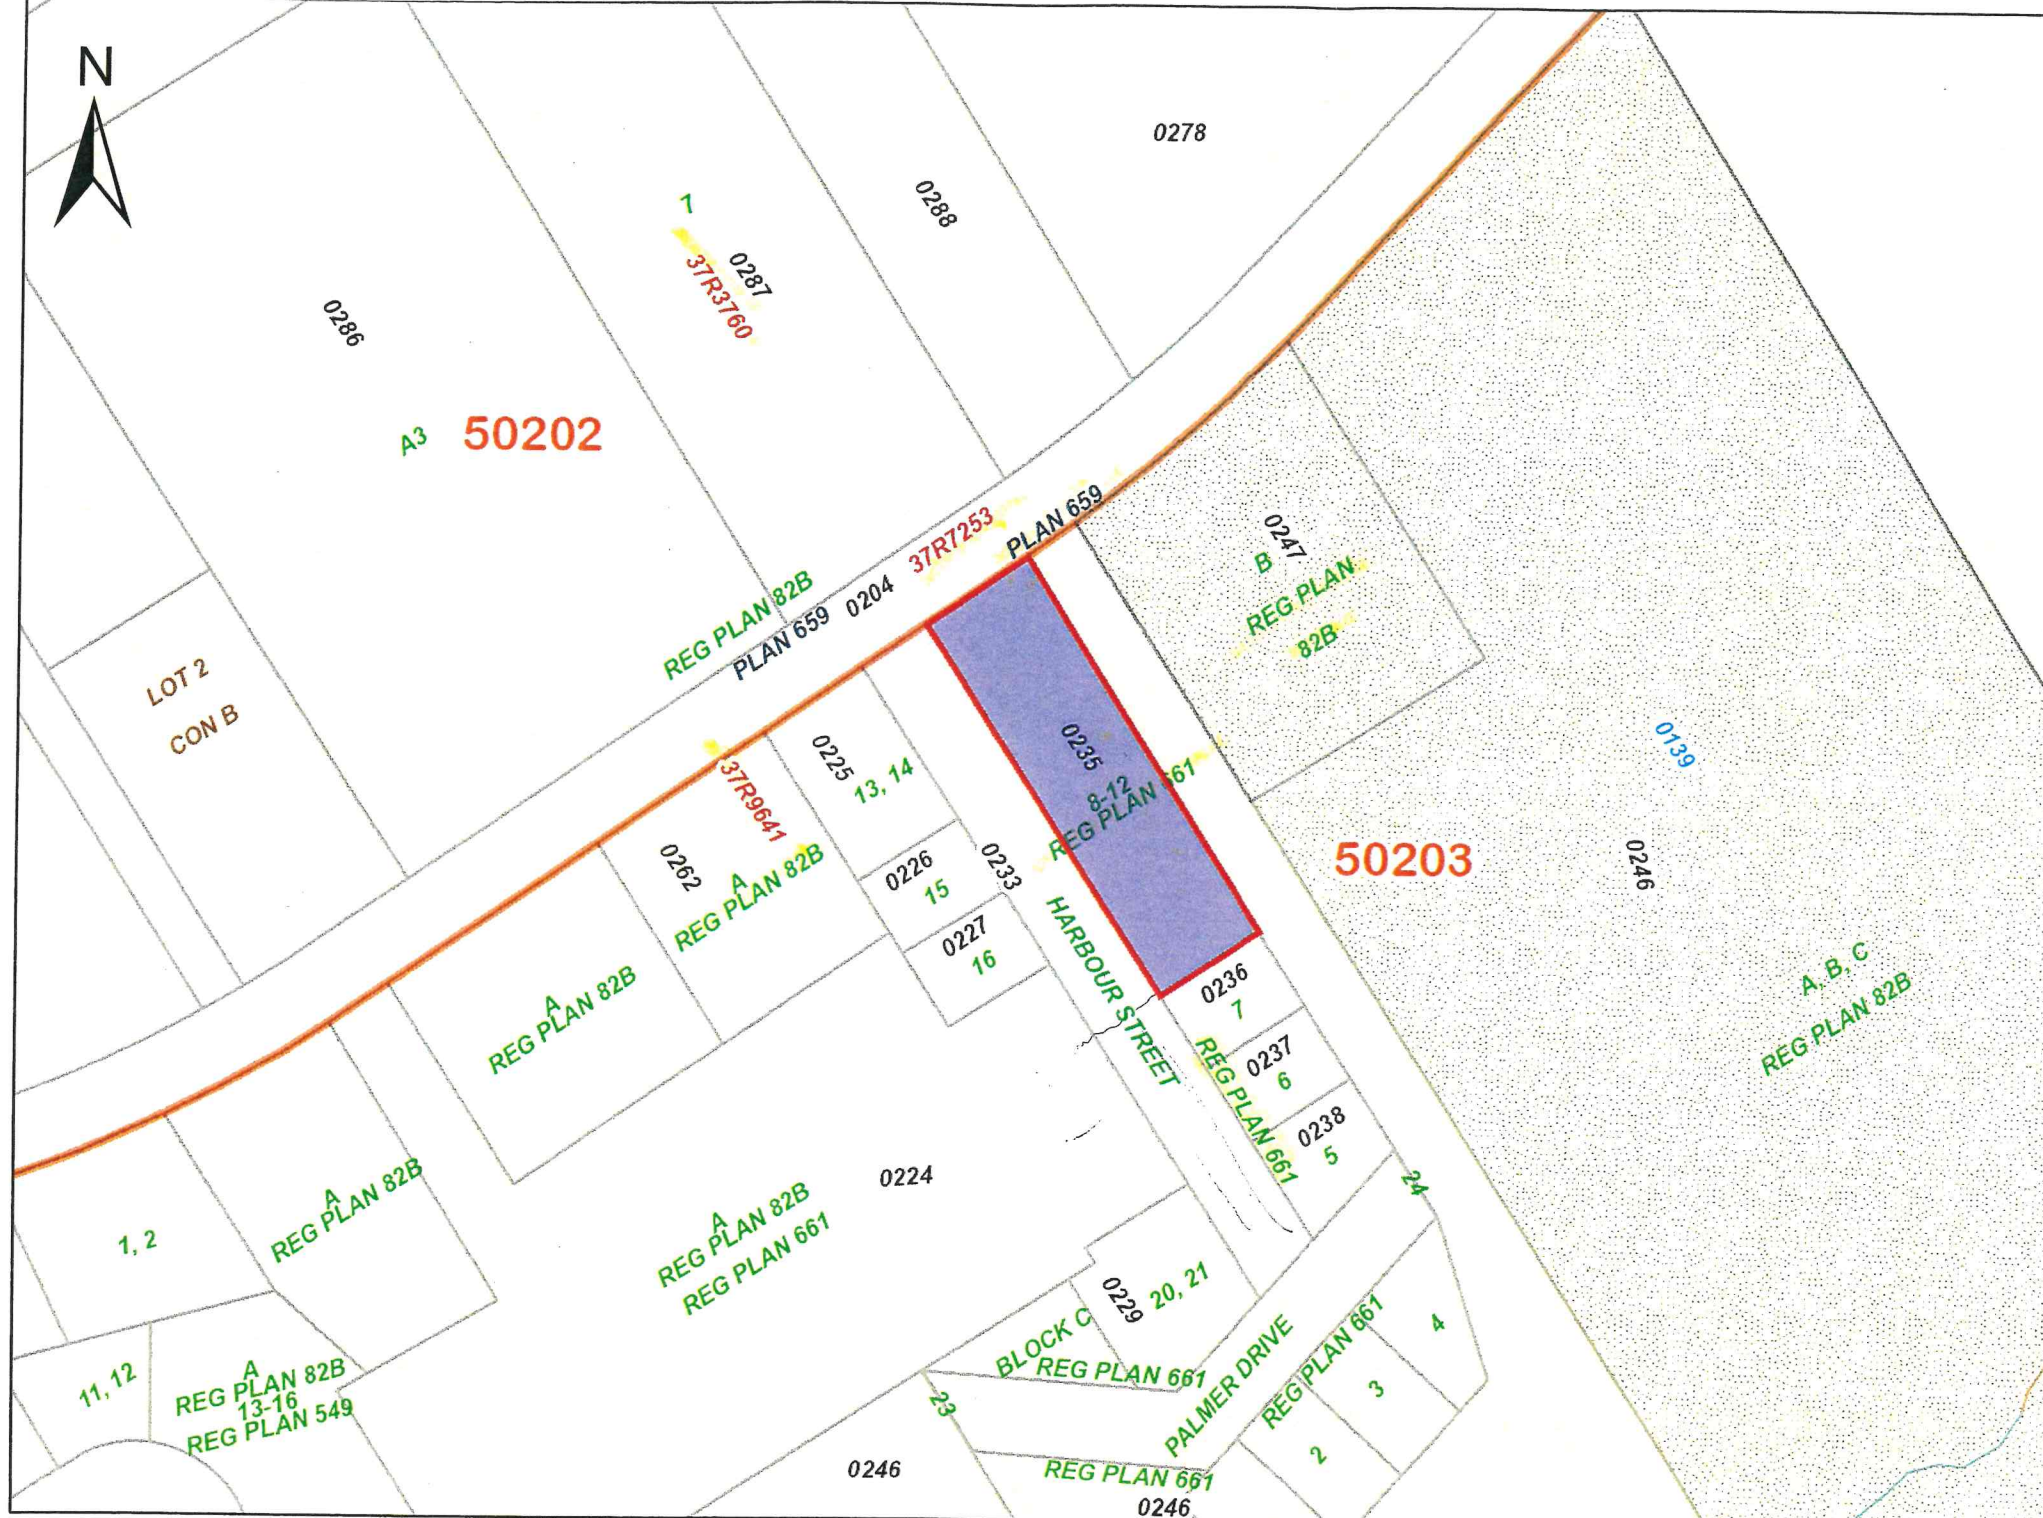 N
0278
0288
1
0287
37R3760
0286
A3
50202
37R7253
PLAN 659
0204
REG PLAN 82B
PLAN 659
0247
B
REG PLAN
82B
LOT 2
CON B
0139
0235
8-12
REG PLAN 661
0225
13, 14
37R9641
0262
A
REG PLAN 82B
0226
15
0233
0227
16
50203
0246
HARBOUR STREET
A, B, C
REG PLAN 82B
0236
7
A
REG PLAN 82B
REG PLAN 661
0237
6
0238
5
24
0224
A
REG PLAN 82B
1, 2
A
REG PLAN 82B
REG PLAN 661
0229
20, 21
BLOCK C
REG PLAN 661
PALMER DRIVE
REG PLAN 661
4
3
2
11, 12
A
REG PLAN 82B
13-16
REG PLAN 549
23
0246
REG PLAN 661
0246